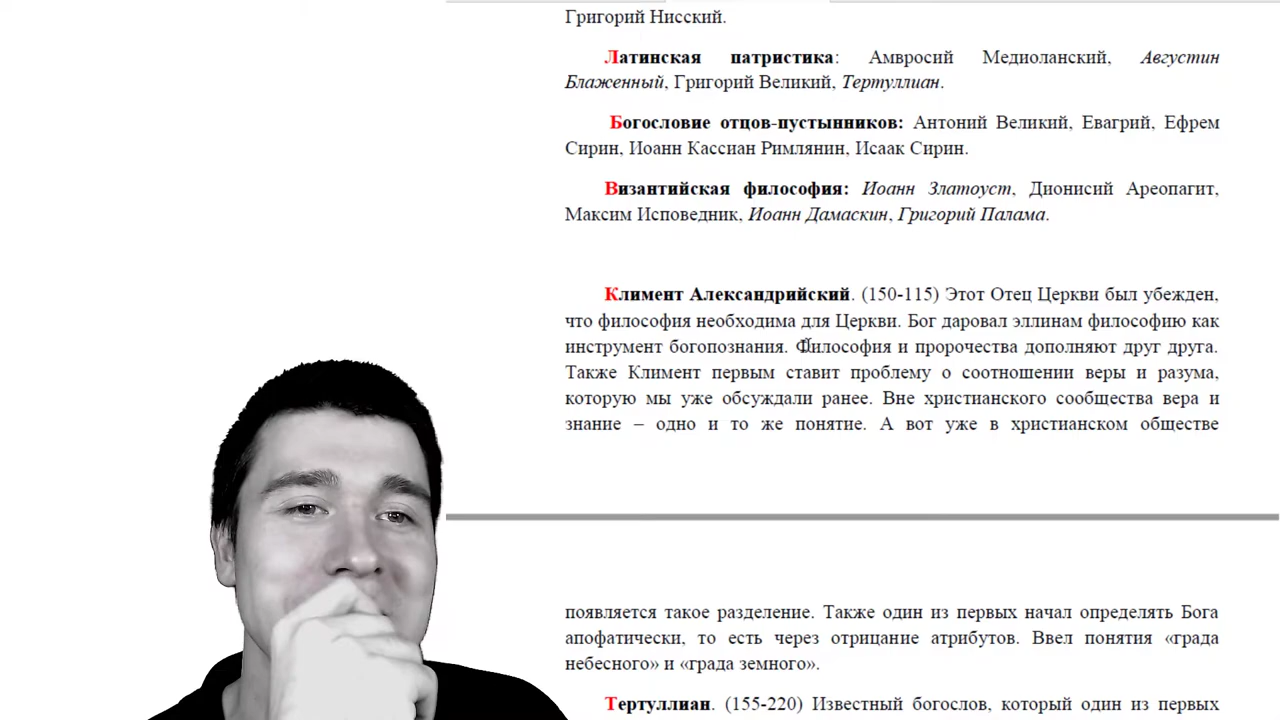 Григорий Нисский.
Латинская патристика: Амвросий Медиоланский, Августин
Блаженный, Григорий Великий, Тертуллиан.
Богословие отцов-пустынников: Антоний Великий, Евагрий, Ефрем
Сирин, Иоанн Кассиан Римлянин, Исаак Сирин.
Византийская философия: Иоанн Златоуст, Дионисий Ареопагит,
Максим Исповедник, Иоанн Дамаскин, Григорий Палама.
Климент Александрийский. (150-115) Этот Отец Церкви был убежден,
что философия необходима для Церкви. Бог даровал эллинам философию как
инструмент богопознания. Философия и пророчества дополняют друг друга.
Также Климент первым ставит проблему о соотношении веры и разума,
которую мы уже обсуждали ранее. Вне христианского сообщества вера и
знание – одно и то же понятие. А вот уже в христианском обществе
появляется такое разделение. Также один из первых начал определять Бога
апофатически, то есть через отрицание атрибутов. Ввел понятия «града
небесного» и «града земного».
Тертуллиан. (155-220) Известный богослов, который один из первых